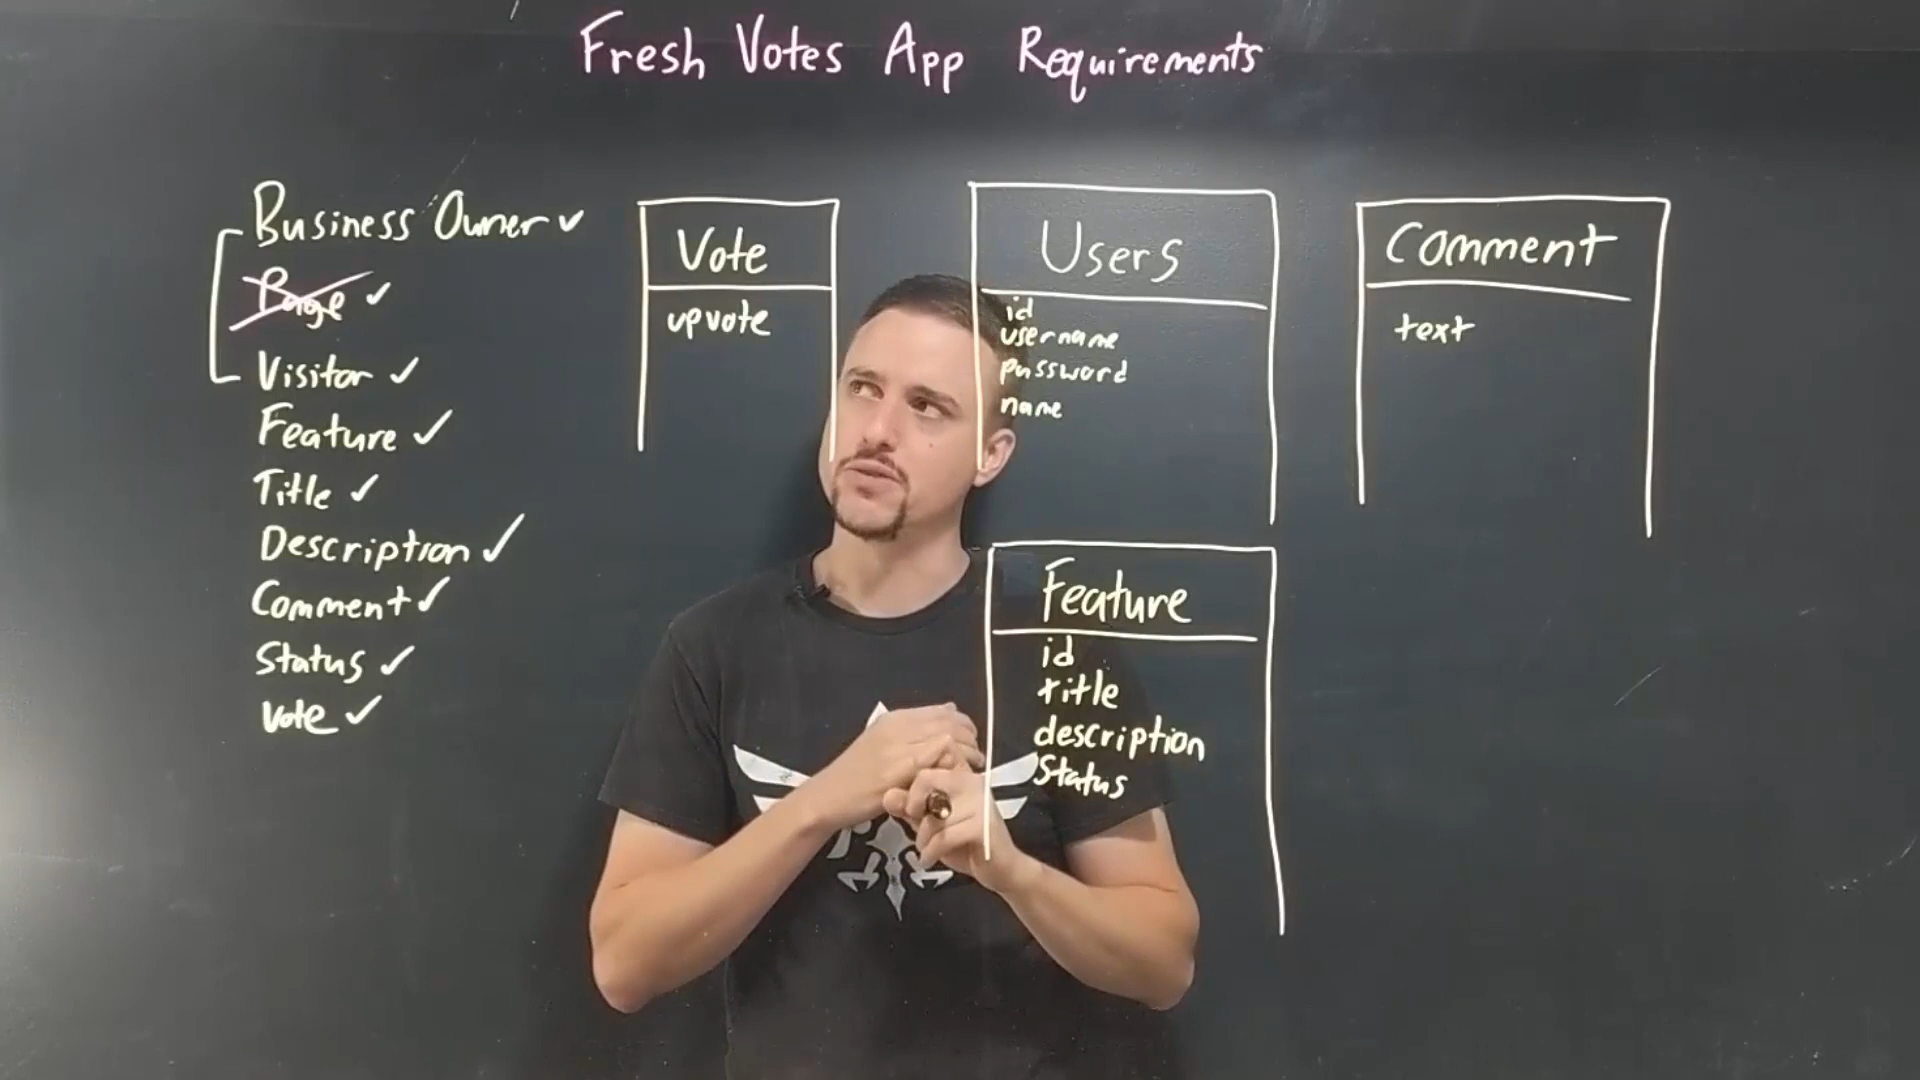 Fresh Votes App Requirements
Business Owner ✓
Page ✓
Visitor ✓
Feature ✓
Title ✓
Description ✓
Comment ✓
Status ✓
Vote ✓
Vote
upvote
Users
id
username
password
name
Comment
text
Feature
id
title
description
Status